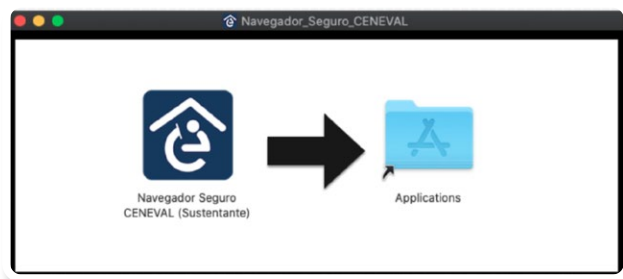 Navegador_Seguro_CENEVAL
Navegador Seguro
CENEVAL (Sustentante)
Applications